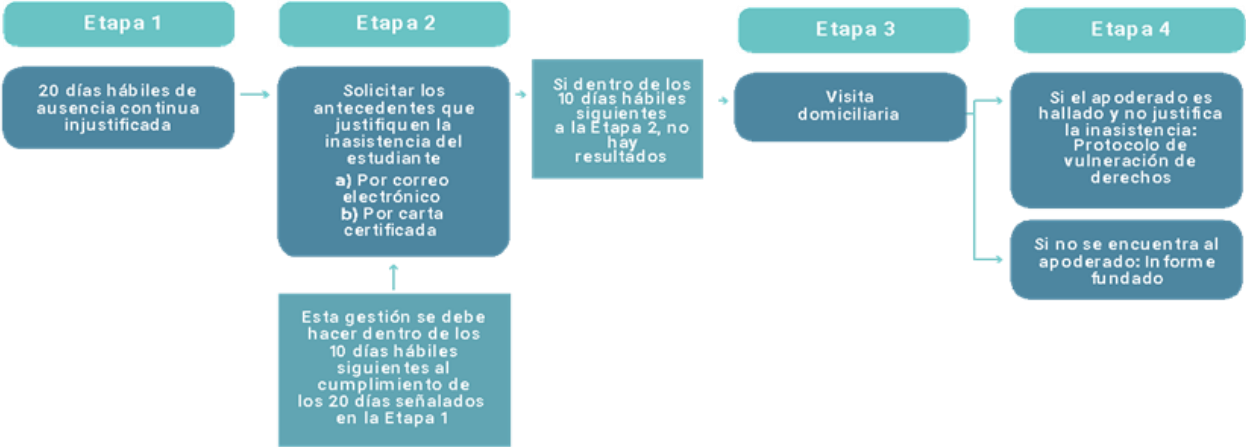 Etapa 1
20 días hábiles de
ausencia continua
injustificada
Etapa 2
Solicitar los
antecedentes que
justifiquen la
inasistencia del
estudiante
a) Por correo
electrónico
b) Por carta
certificada
Esta gestión se debe
hacer dentro de los
10 días hábiles
siguientes al
cumplimiento de
los 20 días señalados
en la Etapa 1
Si dentro de los
10 días hábiles
siguientes
a la Etapa 2, no
hay
resultados
Etapa 3
Visita
domiciliaria
Etapa 4
Si el apoderado es
hallado y no justifica
la inasistencia:
Protocolo de
vulneración de
derechos
Si no se encuentra al
apoderado: Informe
fundado